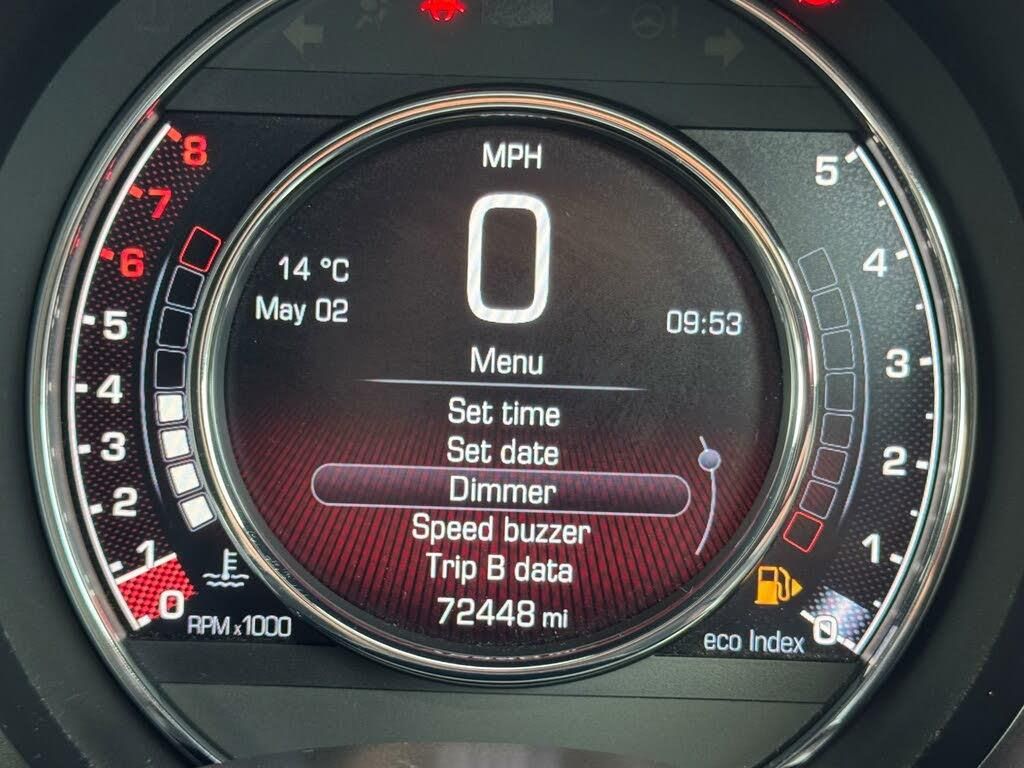 MPH
0
14 °C
May 02
09:53
Menu
Set time
Set date
Dimmer
Speed buzzer
Trip B data
72448 mi
8
7
6
5
4
3
2
1
0
RPM x1000
5
4
3
2
1
0
eco Index